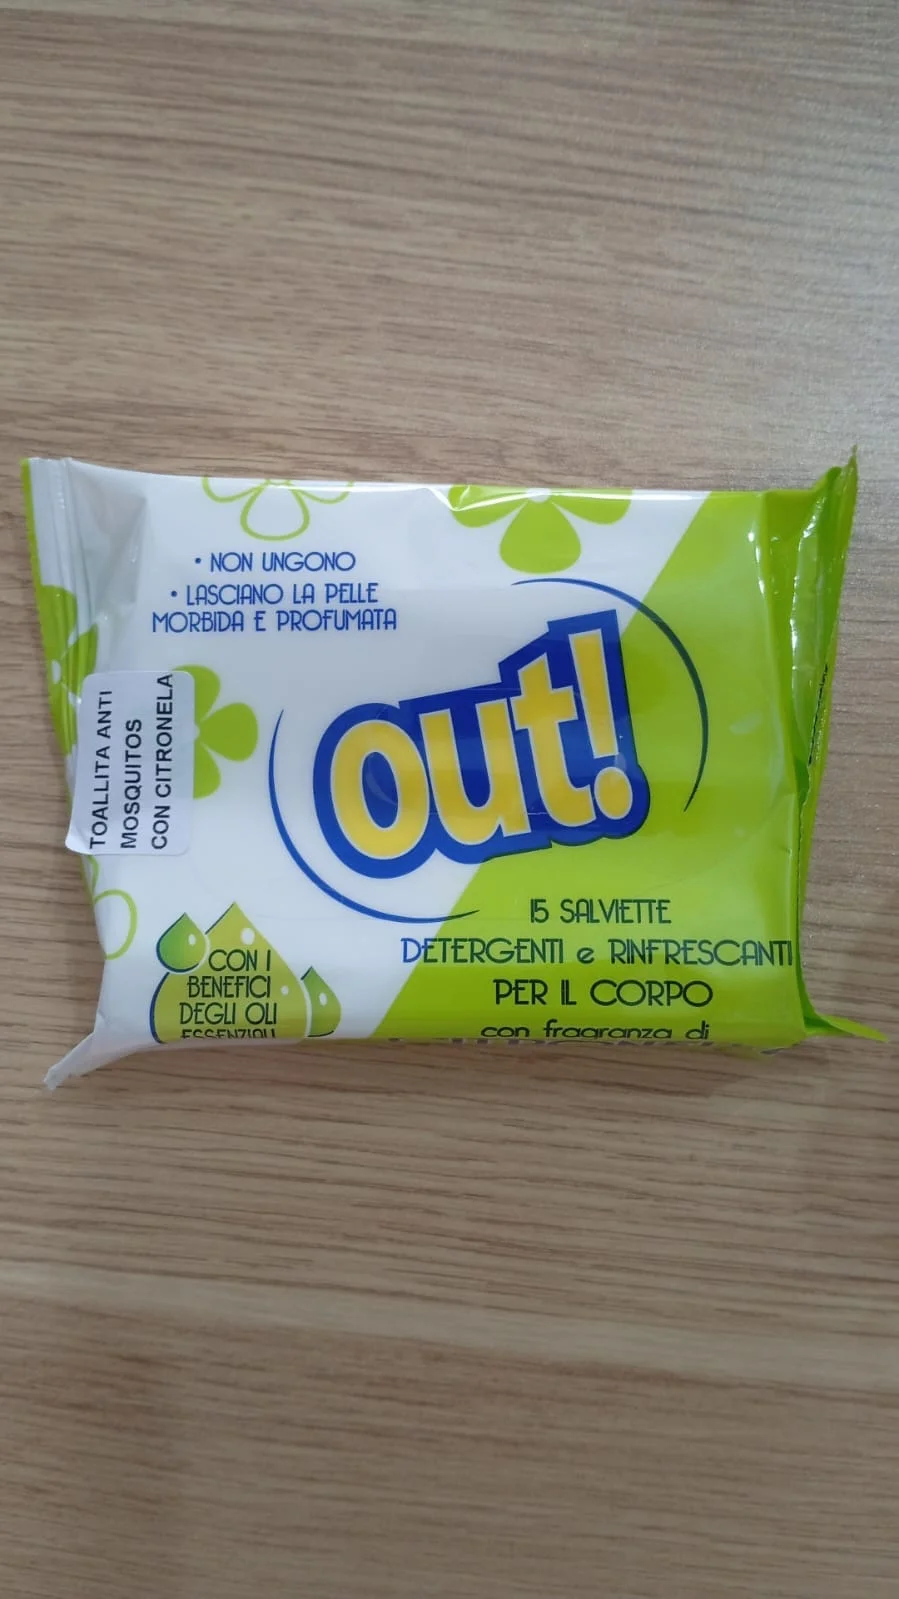 • NON UNGONO
• LASCIANO LA PELLE
MORBIDA E PROFUMATA
TOALLITA ANTI
MOSQUITOS
CON CITRONELA
out!
15 SALVIETTE
DETERGENTI e RINFRESCANTI
PER IL CORPO
con fragranza di
CON I
BENEFICI
DEGLI OLI
ESSENZIALI